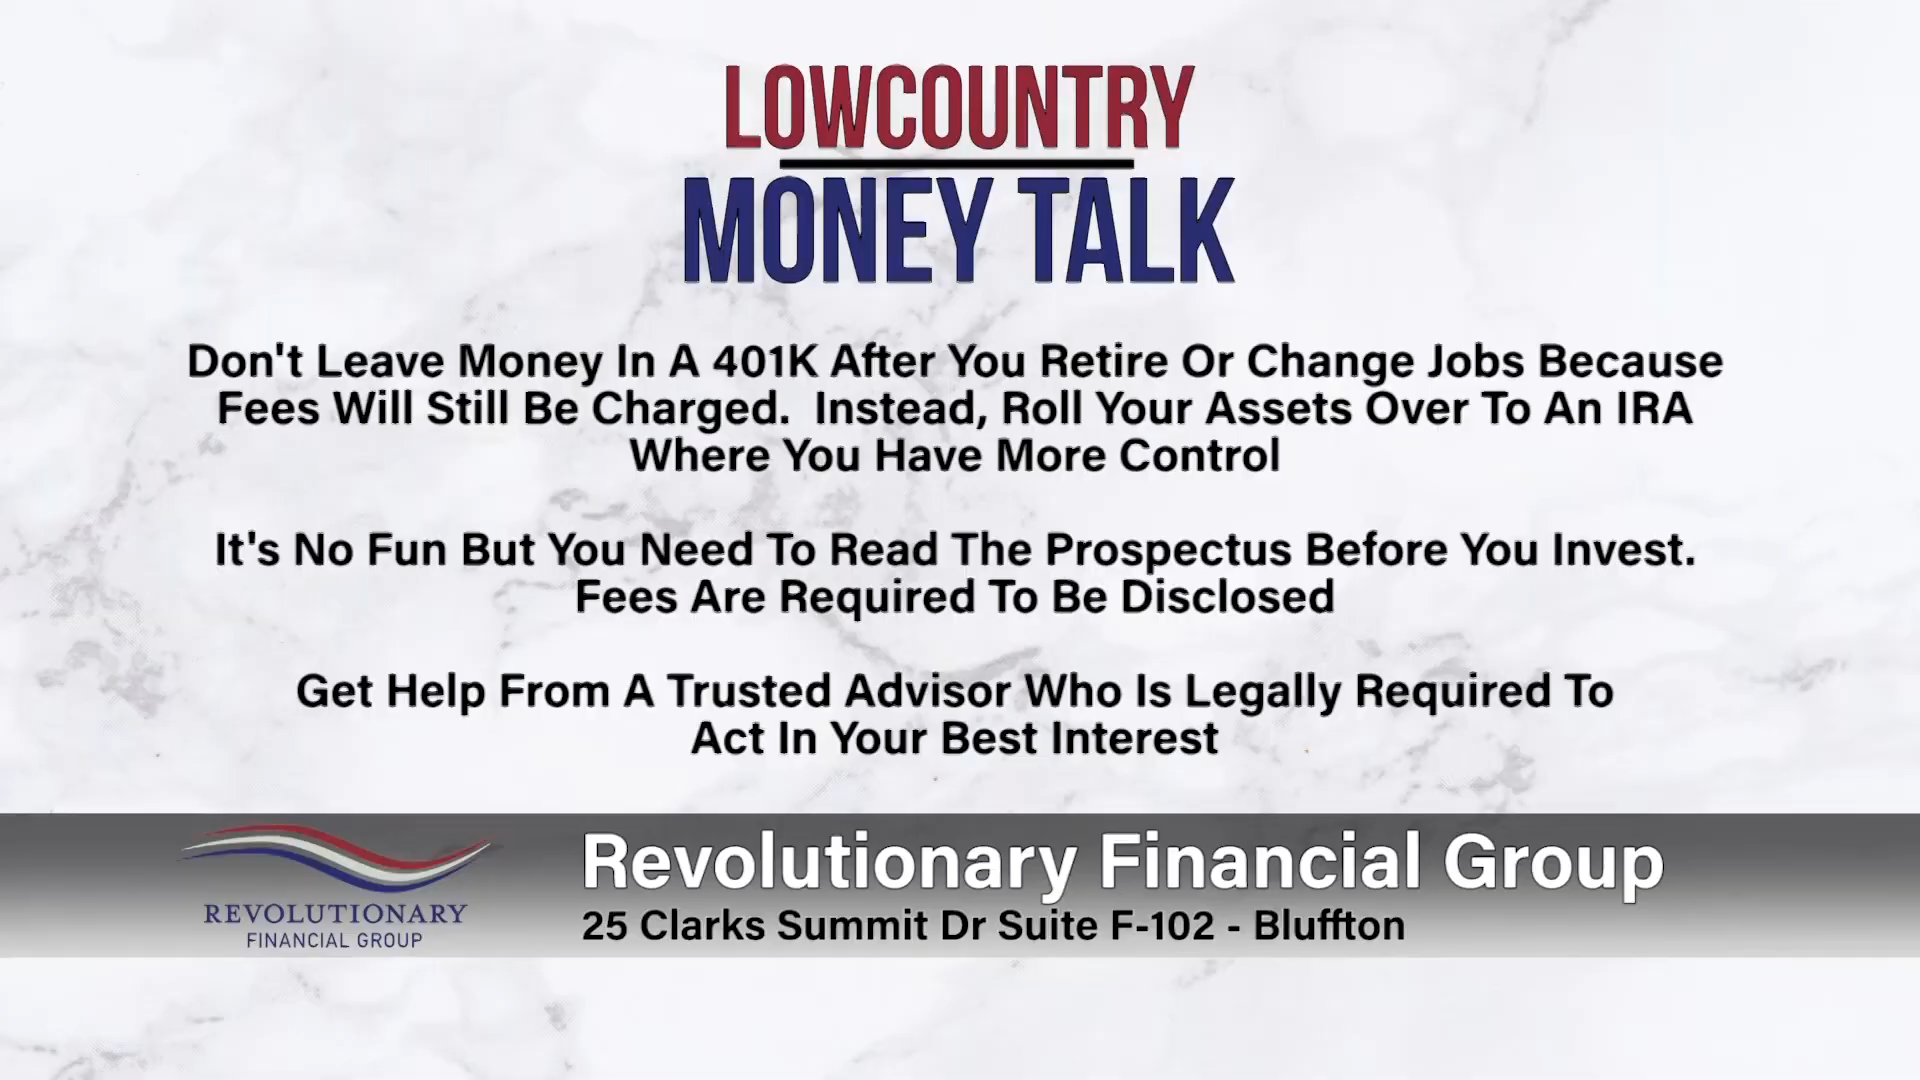 LOWCOUNTRY
MONEY TALK
Don't Leave Money In A 401K After You Retire Or Change Jobs Because
Fees Will Still Be Charged.  Instead, Roll Your Assets Over To An IRA
Where You Have More Control
It's No Fun But You Need To Read The Prospectus Before You Invest.
Fees Are Required To Be Disclosed
Get Help From A Trusted Advisor Who Is Legally Required To
Act In Your Best Interest
REVOLUTIONARY
FINANCIAL GROUP
Revolutionary Financial Group
25 Clarks Summit Dr Suite F-102 - Bluffton